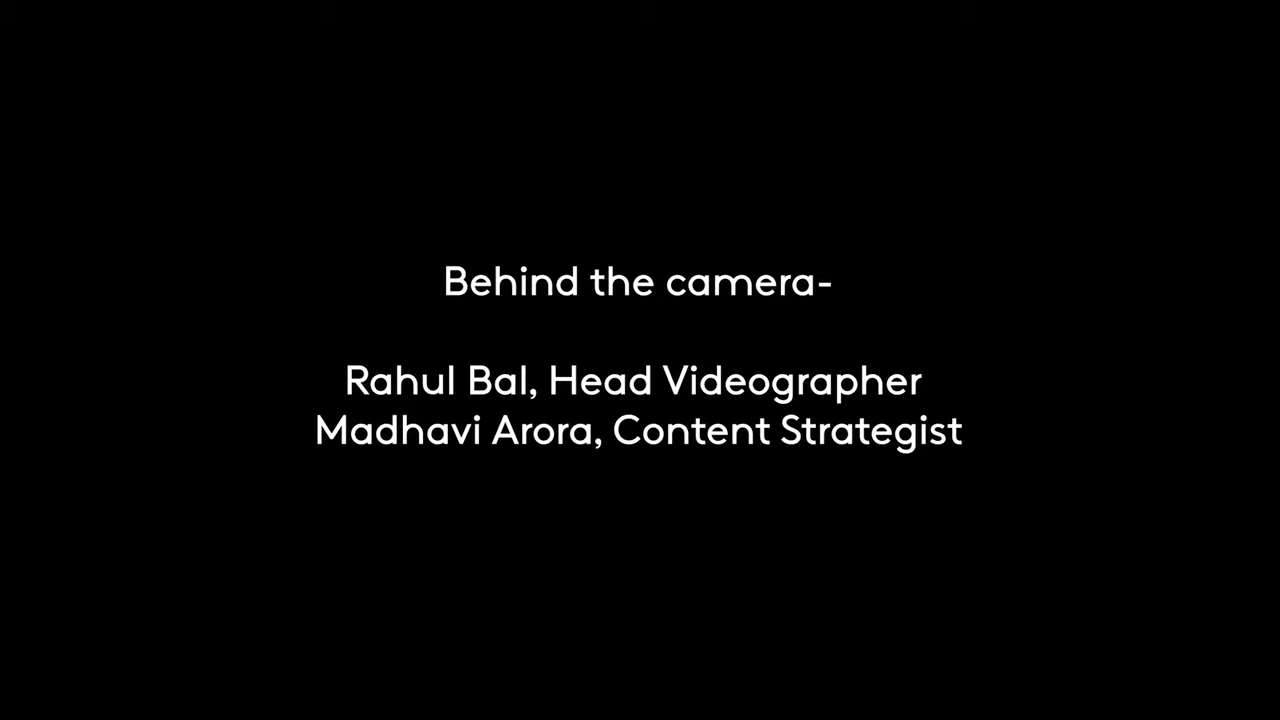 Behind the camera-
Rahul Bal, Head Videographer
Madhavi Arora, Content Strategist